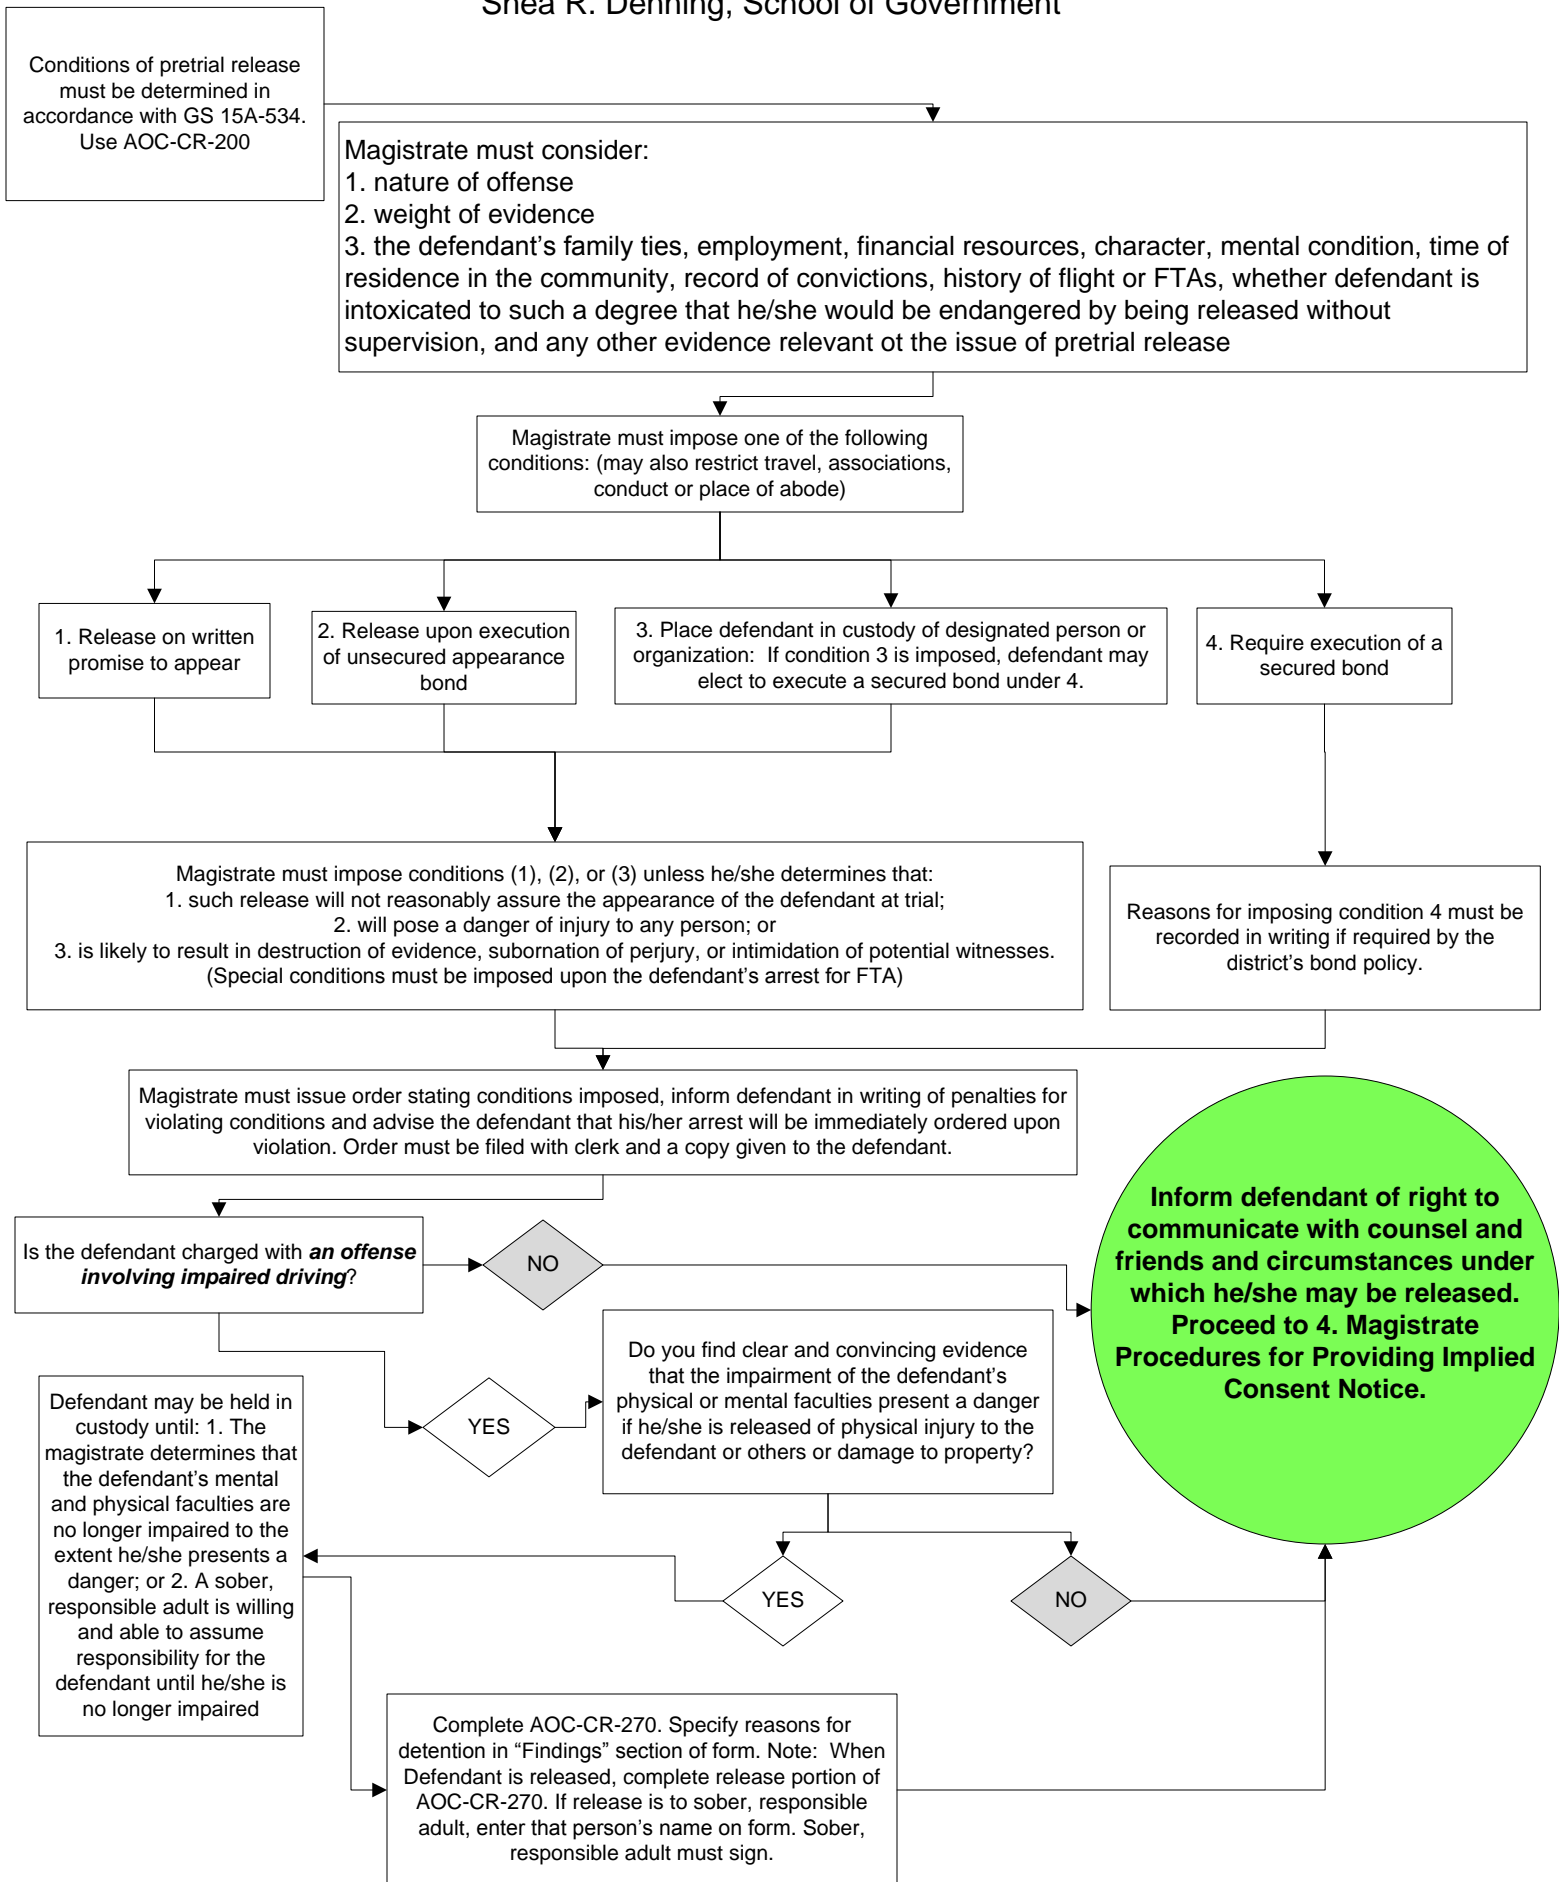 Shea R. Denning, School of Government
Conditions of pretrial release
must be determined in
accordance with GS 15A-534.
Use AOC-CR-200
Magistrate must consider:
1. nature of offense
2. weight of evidence
3. the defendant’s family ties, employment, financial resources, character, mental condition, time of
residence in the community, record of convictions, history of flight or FTAs, whether defendant is
intoxicated to such a degree that he/she would be endangered by being released without
supervision, and any other evidence relevant ot the issue of pretrial release
Magistrate must impose one of the following
conditions: (may also restrict travel, associations,
conduct or place of abode)
1. Release on written
promise to appear
2. Release upon execution
of unsecured appearance
bond
3. Place defendant in custody of designated person or
organization: If condition 3 is imposed, defendant may
elect to execute a secured bond under 4.
4. Require execution of a
secured bond
Magistrate must impose conditions (1), (2), or (3) unless he/she determines that:
1. such release will not reasonably assure the appearance of the defendant at trial;
2. will pose a danger of injury to any person; or
3. is likely to result in destruction of evidence, subornation of perjury, or intimidation of potential witnesses.
(Special conditions must be imposed upon the defendant’s arrest for FTA)
Reasons for imposing condition 4 must be
recorded in writing if required by the
district’s bond policy.
Magistrate must issue order stating conditions imposed, inform defendant in writing of penalties for
violating conditions and advise the defendant that his/her arrest will be immediately ordered upon
violation. Order must be filed with clerk and a copy given to the defendant.
Is the defendant charged with an offense
involving impaired driving?
NO
Inform defendant of right to
communicate with counsel and
friends and circumstances under
which he/she may be released.
Proceed to 4. Magistrate
Procedures for Providing Implied
Consent Notice.
YES
Do you find clear and convincing evidence
that the impairment of the defendant’s
physical or mental faculties present a danger
if he/she is released of physical injury to the
defendant or others or damage to property?
Defendant may be held in
custody until: 1. The
magistrate determines that
the defendant’s mental
and physical faculties are
no longer impaired to the
extent he/she presents a
danger; or 2. A sober,
responsible adult is willing
and able to assume
responsibility for the
defendant until he/she is
no longer impaired
YES
NO
Complete AOC-CR-270. Specify reasons for
detention in “Findings” section of form. Note: When
Defendant is released, complete release portion of
AOC-CR-270. If release is to sober, responsible
adult, enter that person’s name on form. Sober,
responsible adult must sign.